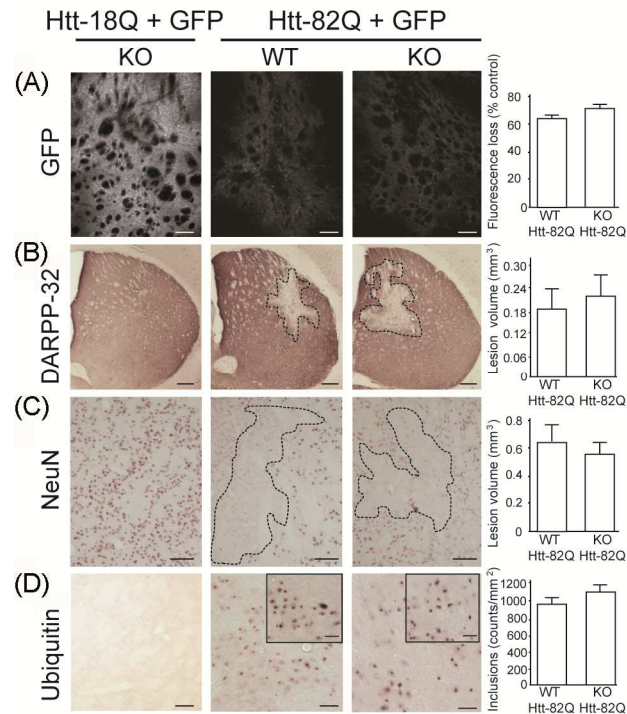 Htt-18Q + GFP Htt-82Q + GFP
KO WT KO
(A)
GFP
Fluorescence loss (% control)
80
60
40
20
0
WT KO
Htt-82Q Htt-82Q
(B)
DARPP-32
Lesion volume (mm³)
0.30
0.24
0.18
0.12
0.06
WT KO
Htt-82Q Htt-82Q
(C)
NeuN
Lesion volume (mm³)
0.8
0.6
0.4
0.2
0
WT KO
Htt-82Q Htt-82Q
(D)
Ubiquitin
Inclusions (counts/mm²)
1200
1000
800
600
400
200
0
WT KO
Htt-82Q Htt-82Q